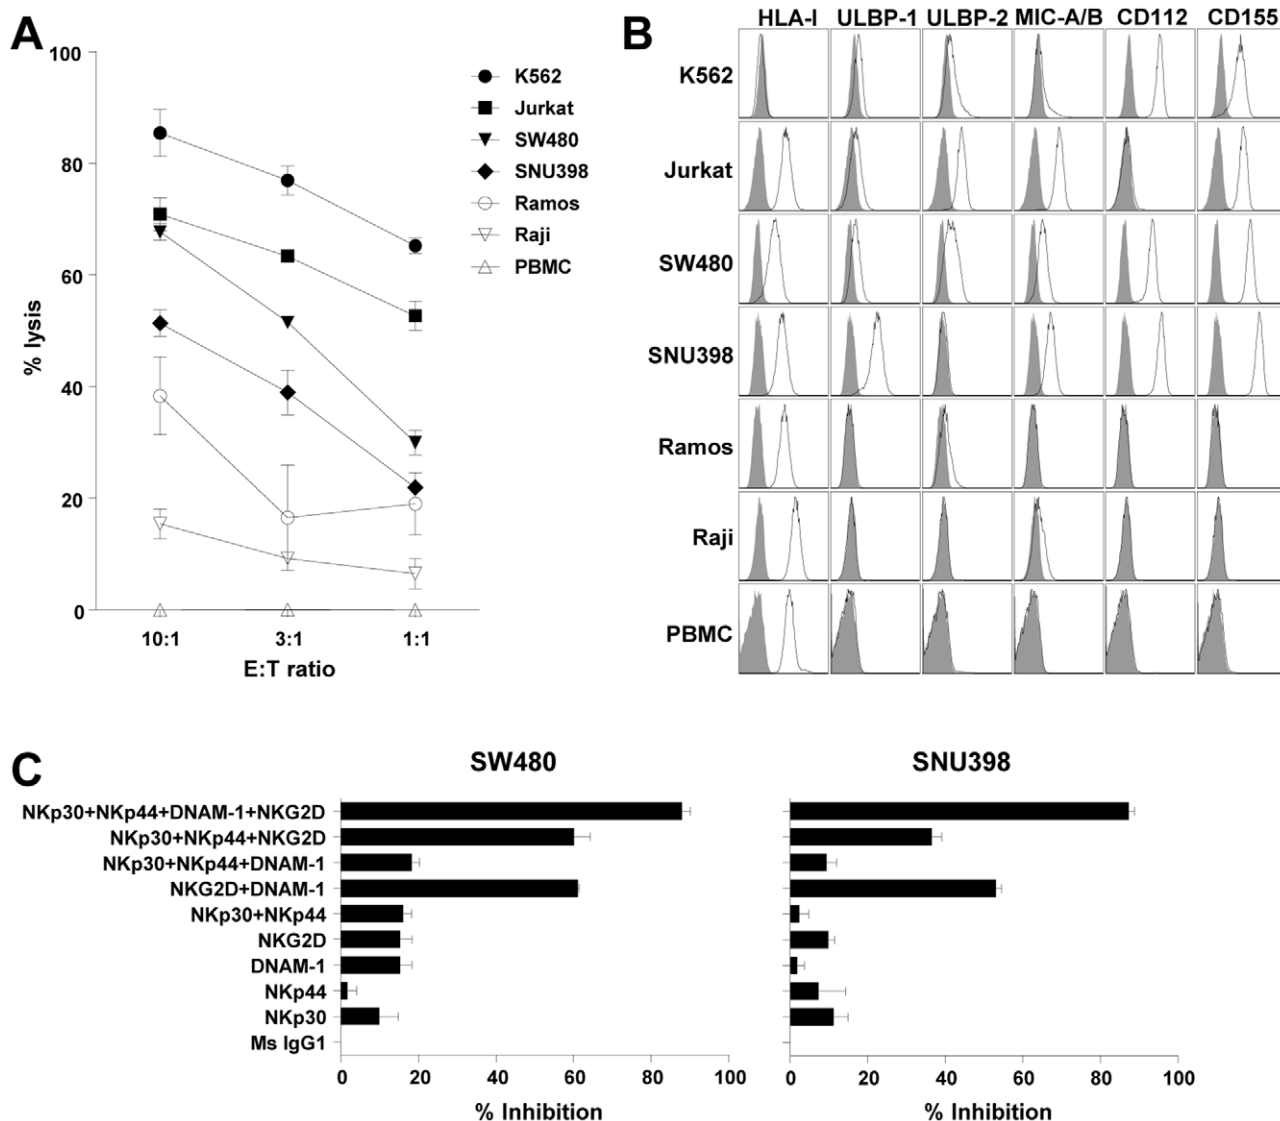 A
100
80
60
40
20
0
% lysis
10:1 3:1 1:1
E:T ratio
K562
Jurkat
SW480
SNU398
Ramos
Raji
PBMC
B
HLA-I ULBP-1 ULBP-2 MIC-A/B CD112 CD155
K562
Jurkat
SW480
SNU398
Ramos
Raji
PBMC
C
SW480
NKp30+NKp44+DNAM-1+NKG2D
NKp30+NKp44+NKG2D
NKp30+NKp44+DNAM-1
NKG2D+DNAM-1
NKp30+NKp44
NKG2D
DNAM-1
NKp44
NKp30
Ms IgG1
0 20 40 60 80 100
% Inhibition
SNU398
0 20 40 60 80 100
% Inhibition